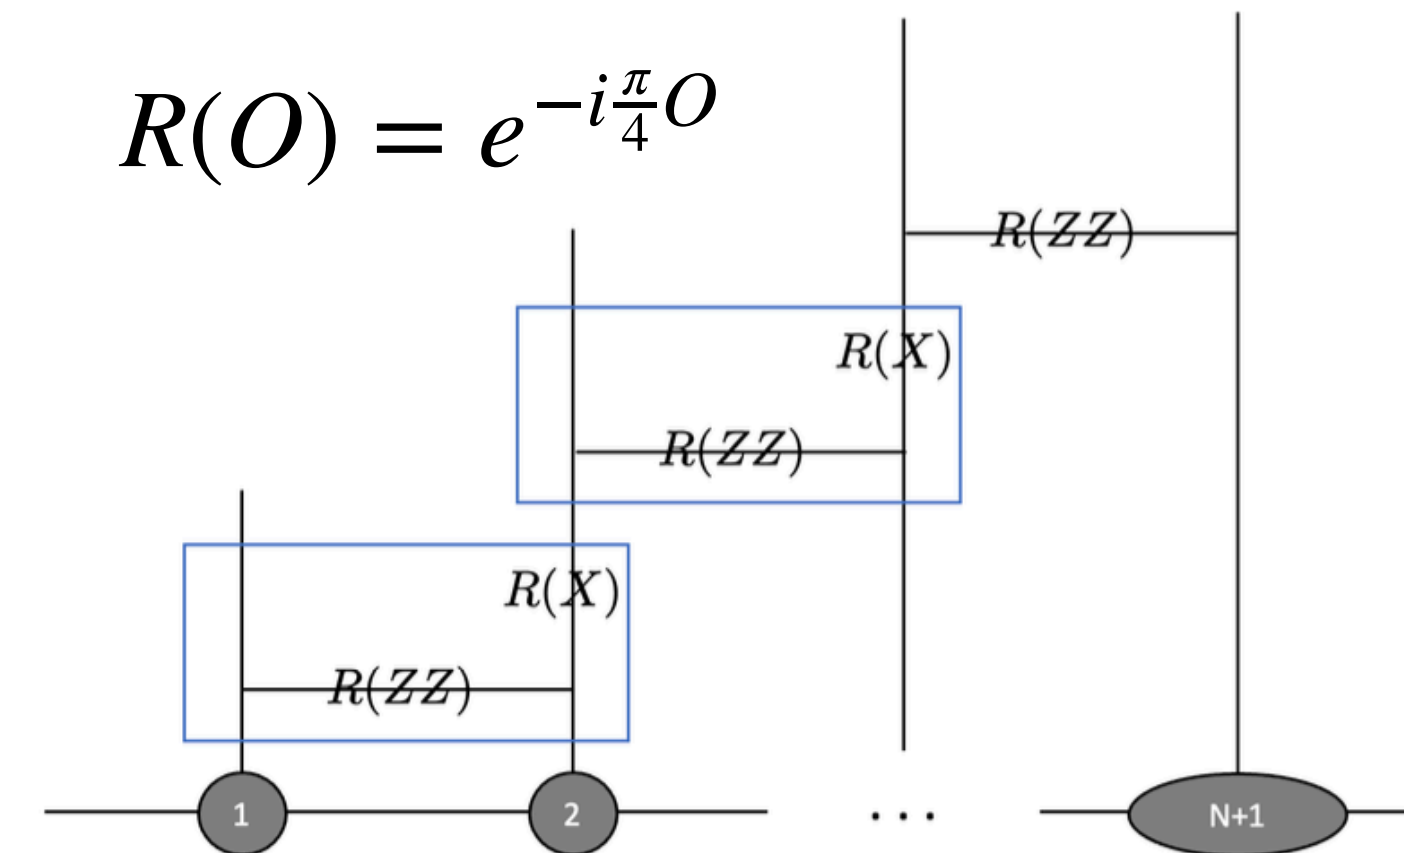 R(O) = e^{-i\frac{\pi}{4}O}
R(ZZ)
R(X)
R(ZZ)
R(X)
R(ZZ)
1 2 ... N+1